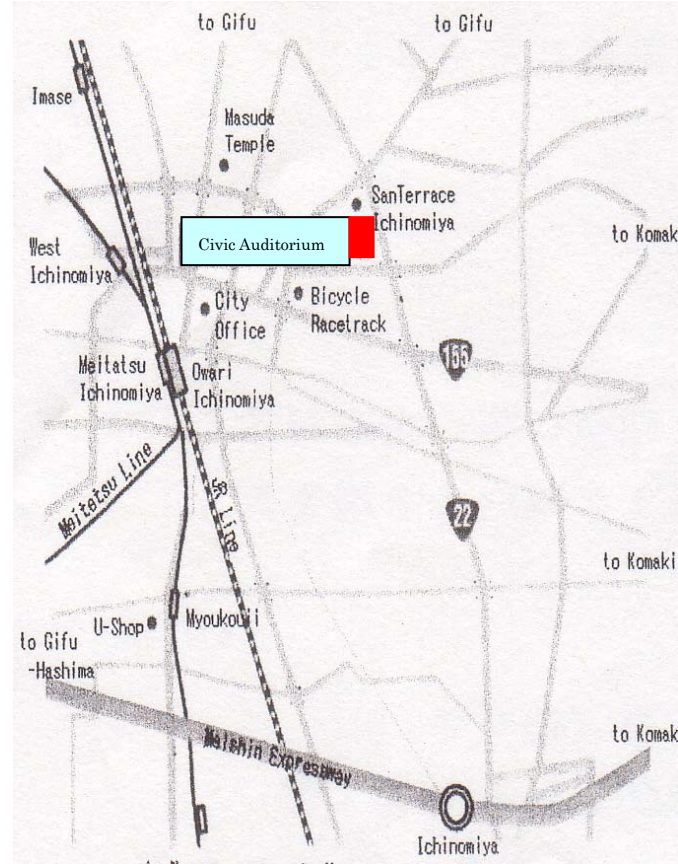 to Gifu
to Gifu
Imase
Masuda
Temple
SanTerrace
Ichinomiya
Civic Auditorium
to Komak
West
Ichinomiya
City
Office
Bicycle
Racetrack
155
Meitatsu
Ichinomiya
Owari
Ichinomiya
Meitetsu Line
JR Line
22
to Komaki
U-Shop
Myoukouji
to Gifu
-Hashima
Meishin Expressway
to Komak
Ichinomiya